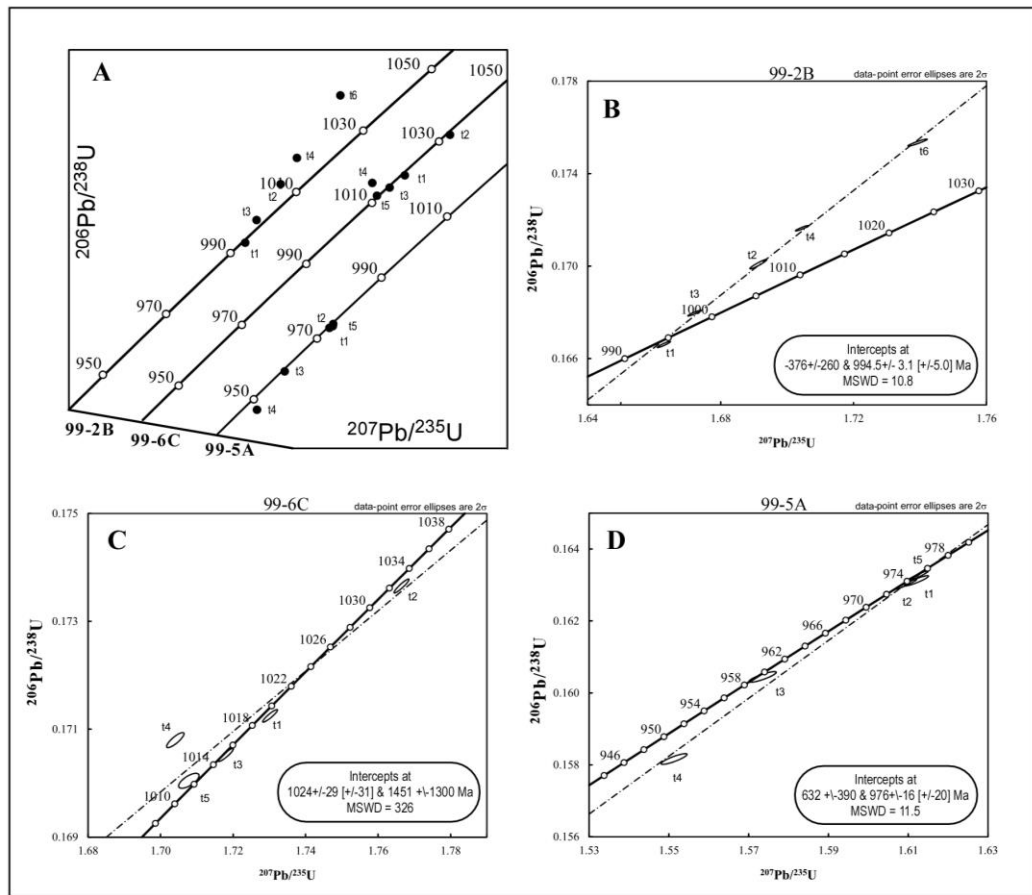 A
206Pb/238U
207Pb/235U
1050
1030
1010
990
970
950
t6
t4
t2
t3
t1
99-2B
1050
1030
1010
990
970
950
t2
t1
t4
t3
t5
99-6C
1010
990
970
950
t2
t5
t1
t3
t4
99-5A
99-2B
data-point error ellipses are 2σ
B
0.178
0.174
0.170
0.166
206Pb/238U
1030
1020
1010
1000
990
t6
t4
t2
t3
t1
Intercepts at
-376+/-260 & 994.5+/- 3.1 [+/-5.0] Ma
MSWD = 10.8
1.64
1.68
1.72
1.76
207Pb/235U
99-6C
data-point error ellipses are 2σ
C
0.175
0.173
0.171
0.169
206Pb/238U
1038
1034
1030
1026
1022
1018
1014
1010
t2
t1
t4
t3
t5
Intercepts at
1024+/-29 [+/-31] & 1451 +\-1300 Ma
MSWD = 326
1.68
1.70
1.72
1.74
1.76
1.78
207Pb/235U
99-5A
data-point error ellipses are 2σ
D
0.164
0.162
0.160
0.158
0.156
206Pb/238U
978
974
970
966
962
958
954
950
946
t5
t1
t2
t3
t4
Intercepts at
632 +\-390 & 976+\-16 [+/-20] Ma
MSWD = 11.5
1.53
1.55
1.57
1.59
1.61
1.63
207Pb/235U